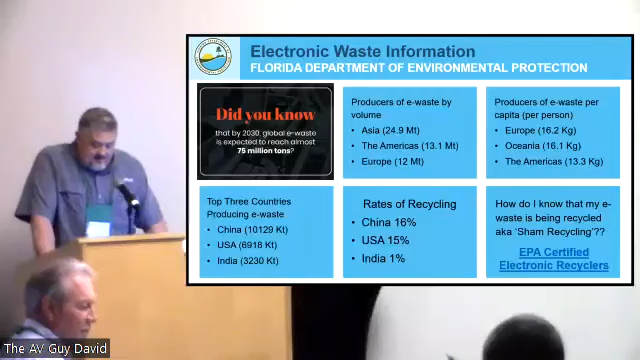 Electronic Waste Information
FLORIDA DEPARTMENT OF ENVIRONMENTAL PROTECTION
Did you know
that by 2030, global e-waste
is expected to reach almost
75 million tons?
Producers of e-waste by
volume
• Asia (24.9 Mt)
• The Americas (13.1 Mt)
• Europe (12 Mt)
Producers of e-waste per
capita (per person)
• Europe (16.2 Kg)
• Oceania (16.1 Kg)
• The Americas (13.3 Kg)
Top Three Countries
Producing e-waste
• China (10129 Kt)
• USA (6918 Kt)
• India (3230 Kt)
Rates of Recycling
• China 16%
• USA 15%
• India 1%
How do I know that my e-
waste is being recycled
aka ‘Sham Recycling’??
EPA Certified
Electronic Recyclers
The AV Guy David